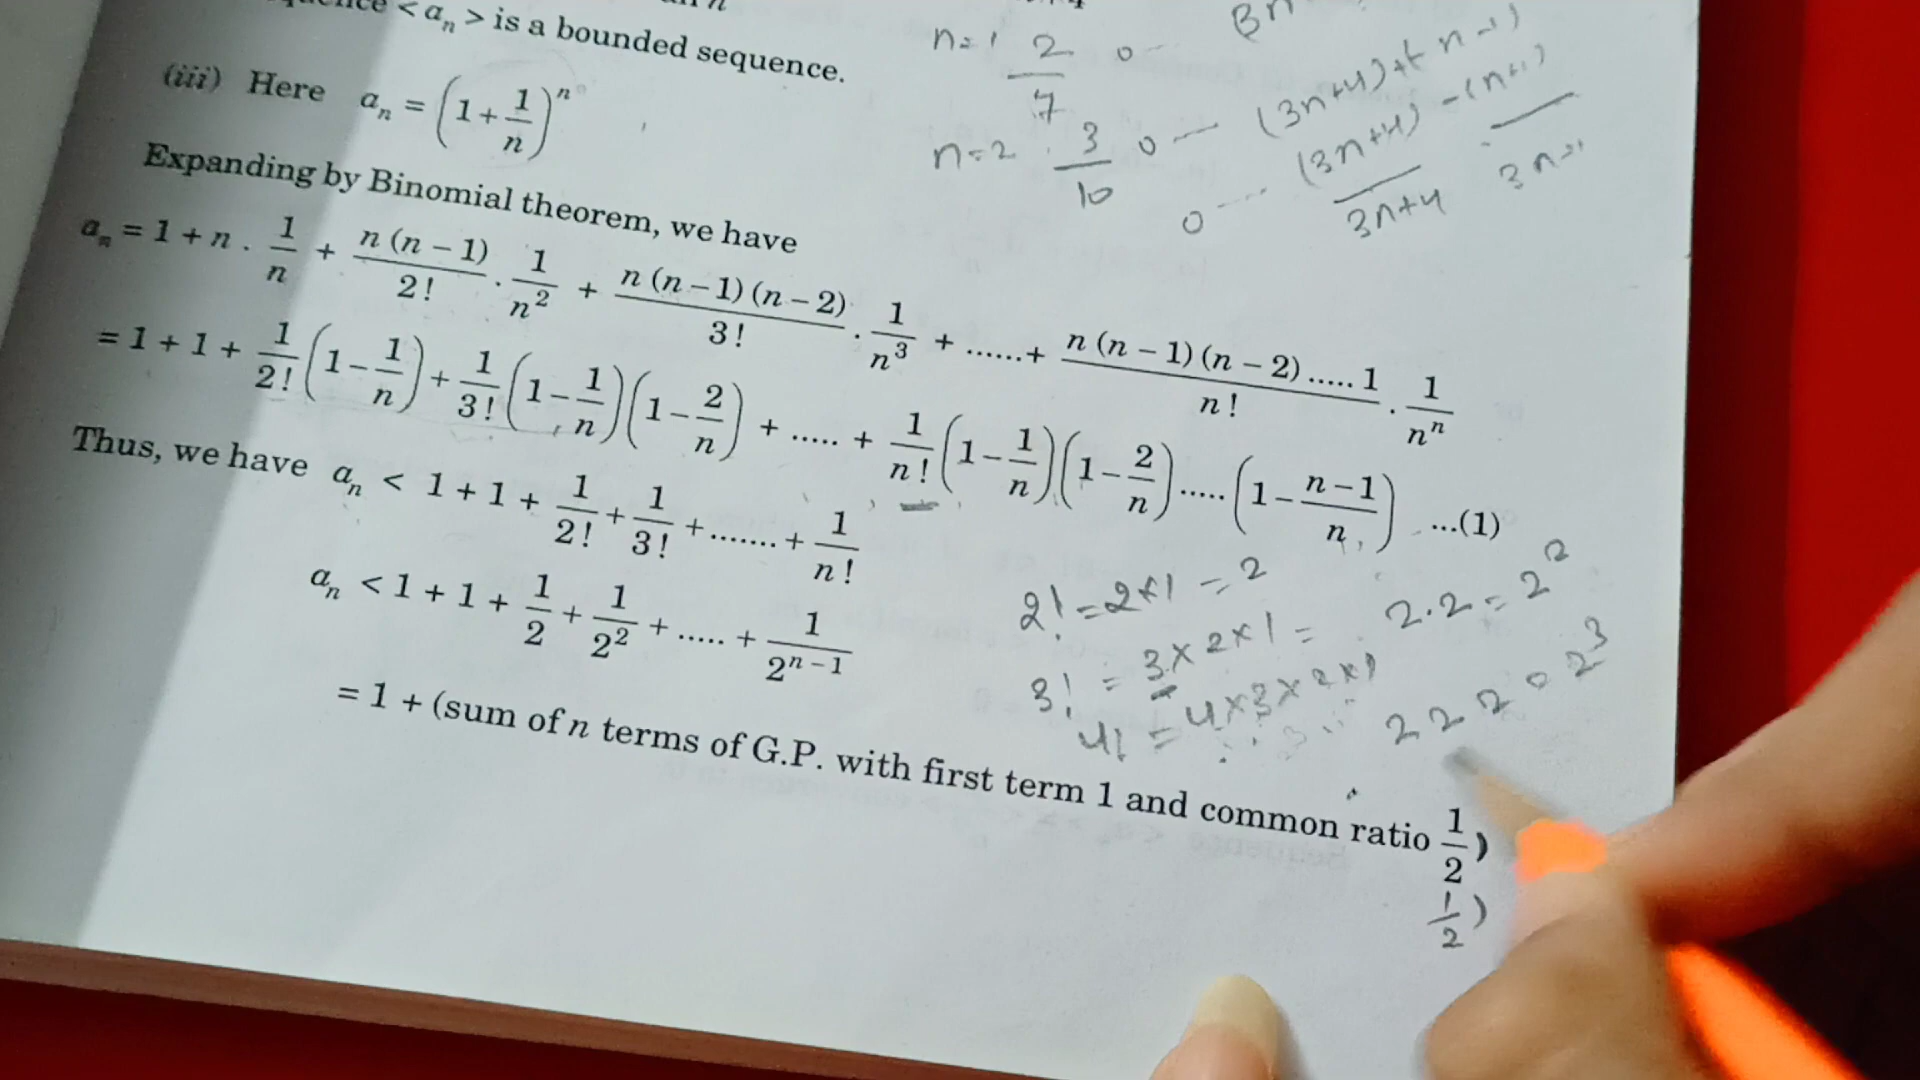 < aₙ > is a bounded sequence.
(iii) Here aₙ = (1 + 1/n)ⁿ
Expanding by Binomial theorem, we have
aₙ = 1 + n . 1/n + n (n – 1)/2 ! . 1/n² + n (n – 1) (n – 2)/3 ! . 1/n³ + ......+ n (n – 1) (n – 2) ..... 1/n ! . 1/nⁿ
= 1 + 1 + 1/2 ! (1 – 1/n) + 1/3 ! (1 – 1/n) (1 – 2/n) + ..... + 1/n ! (1 – 1/n) (1 – 2/n) ..... (1 – n – 1/n) ...(1)
Thus, we have aₙ < 1 + 1 + 1/2 ! + 1/3 ! + ....... + 1/n !
aₙ < 1 + 1 + 1/2 + 1/2² + ..... + 1/2ⁿ⁻¹
= 1 + (sum of n terms of G.P. with first term 1 and common ratio 1/2)
1/2)
n=1 2/7 0
n=2 3/10 0
(3n+4)
0 (3n+4) -(n+1)
3n+4
2! = 2×1 = 2
3! = 3×2×1 = 2.2 = 2²
4! = 4×3×2×1 2 2 2 = 2³